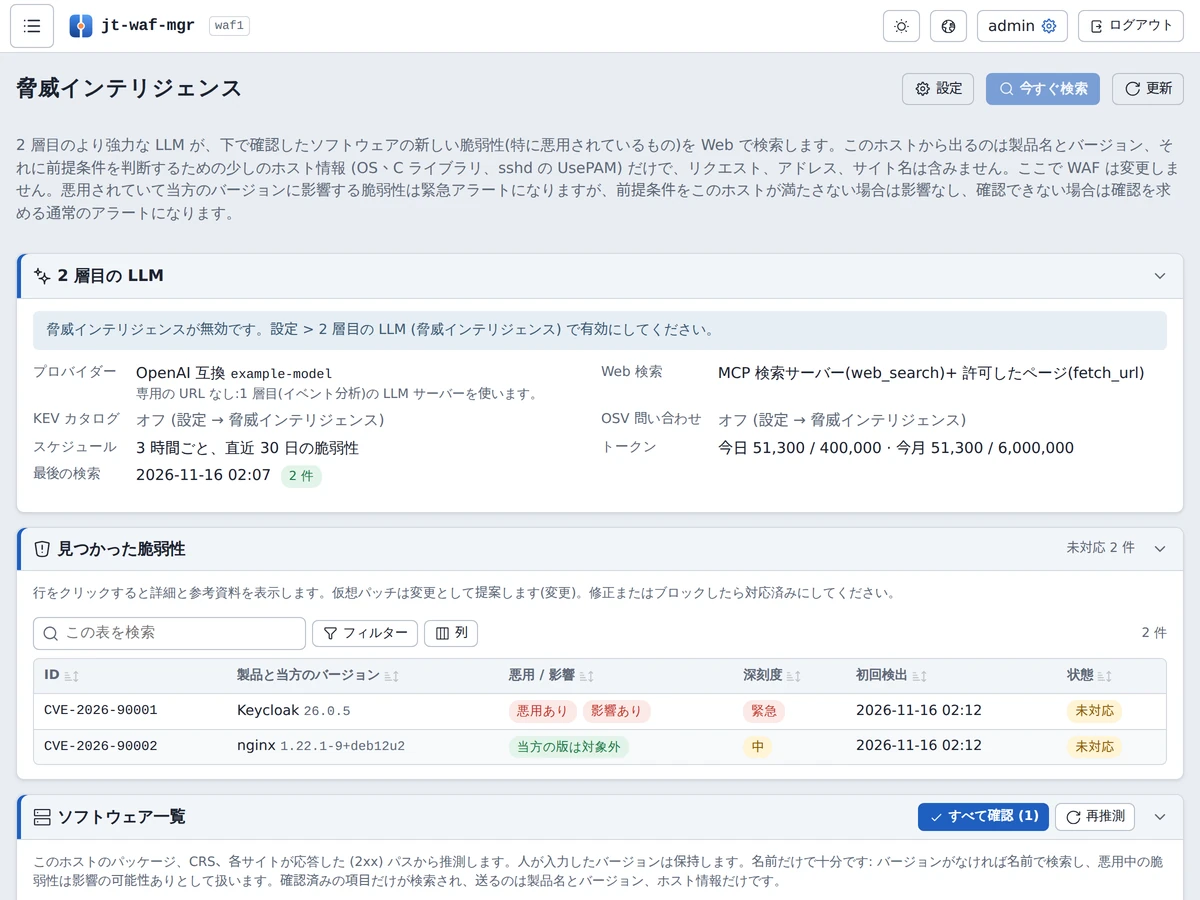 jt-waf-mgr waf1 admin ログアウト
脅威インテリジェンス 設定 今すぐ検索 更新
2 層目のより強力な LLM が、下で確認したソフトウェアの新しい脆弱性(特に悪用されているもの)を Web で検索します。このホストから出るのは製品名とバージョン、そ
れに前提条件を判断するための少しのホスト情報 (OS、C ライブラリ、sshd の UsePAM) だけで、リクエスト、アドレス、サイト名は含みません。ここで WAF は変更しま
せん。悪用されていて当方のバージョンに影響する脆弱性は緊急アラートになりますが、前提条件をこのホストが満たさない場合は影響なし、確認できない場合は確認を求
める通常のアラートになります。
2 層目の LLM
脅威インテリジェンスが無効です。設定 > 2 層目の LLM (脅威インテリジェンス) で有効にしてください。
プロバイダー OpenAI 互換 example-model Web 検索 MCP 検索サーバー(web_search)+ 許可したページ(fetch_url)
専用の URL なし:1 層目(イベント分析)の LLM サーバーを使います。
KEV カタログ オフ (設定 → 脅威インテリジェンス) OSV 問い合わせ オフ (設定 → 脅威インテリジェンス)
スケジュール 3 時間ごと、直近 30 日の脆弱性 トークン 今日 51,300 / 400,000 · 今月 51,300 / 6,000,000
最後の検索 2026-11-16 02:07 2 件
見つかった脆弱性 未対応 2 件
行をクリックすると詳細と参考資料を表示します。仮想パッチは変更として提案します(変更)。修正またはブロックしたら対応済みにしてください。
この表を検索 フィルター 列 2 件
ID 製品と当方のバージョン 悪用 / 影響 深刻度 初回検出 状態
CVE-2026-90001 Keycloak 26.0.5 悪用あり 影響あり 緊急 2026-11-16 02:12 未対応
CVE-2026-90002 nginx 1.22.1-9+deb12u2 当方の版は対象外 中 2026-11-16 02:12 未対応
ソフトウェア一覧 すべて確認 (1) 再推測
このホストのパッケージ、CRS、各サイトが応答した (2xx) パスから推測します。人が入力したバージョンは保持します。名前だけで十分です: バージョンがなければ名前で検索し、悪用中の脆
弱性は影響の可能性ありとして扱います。確認済みの項目だけが検索され、送るのは製品名とバージョン、ホスト情報だけです。